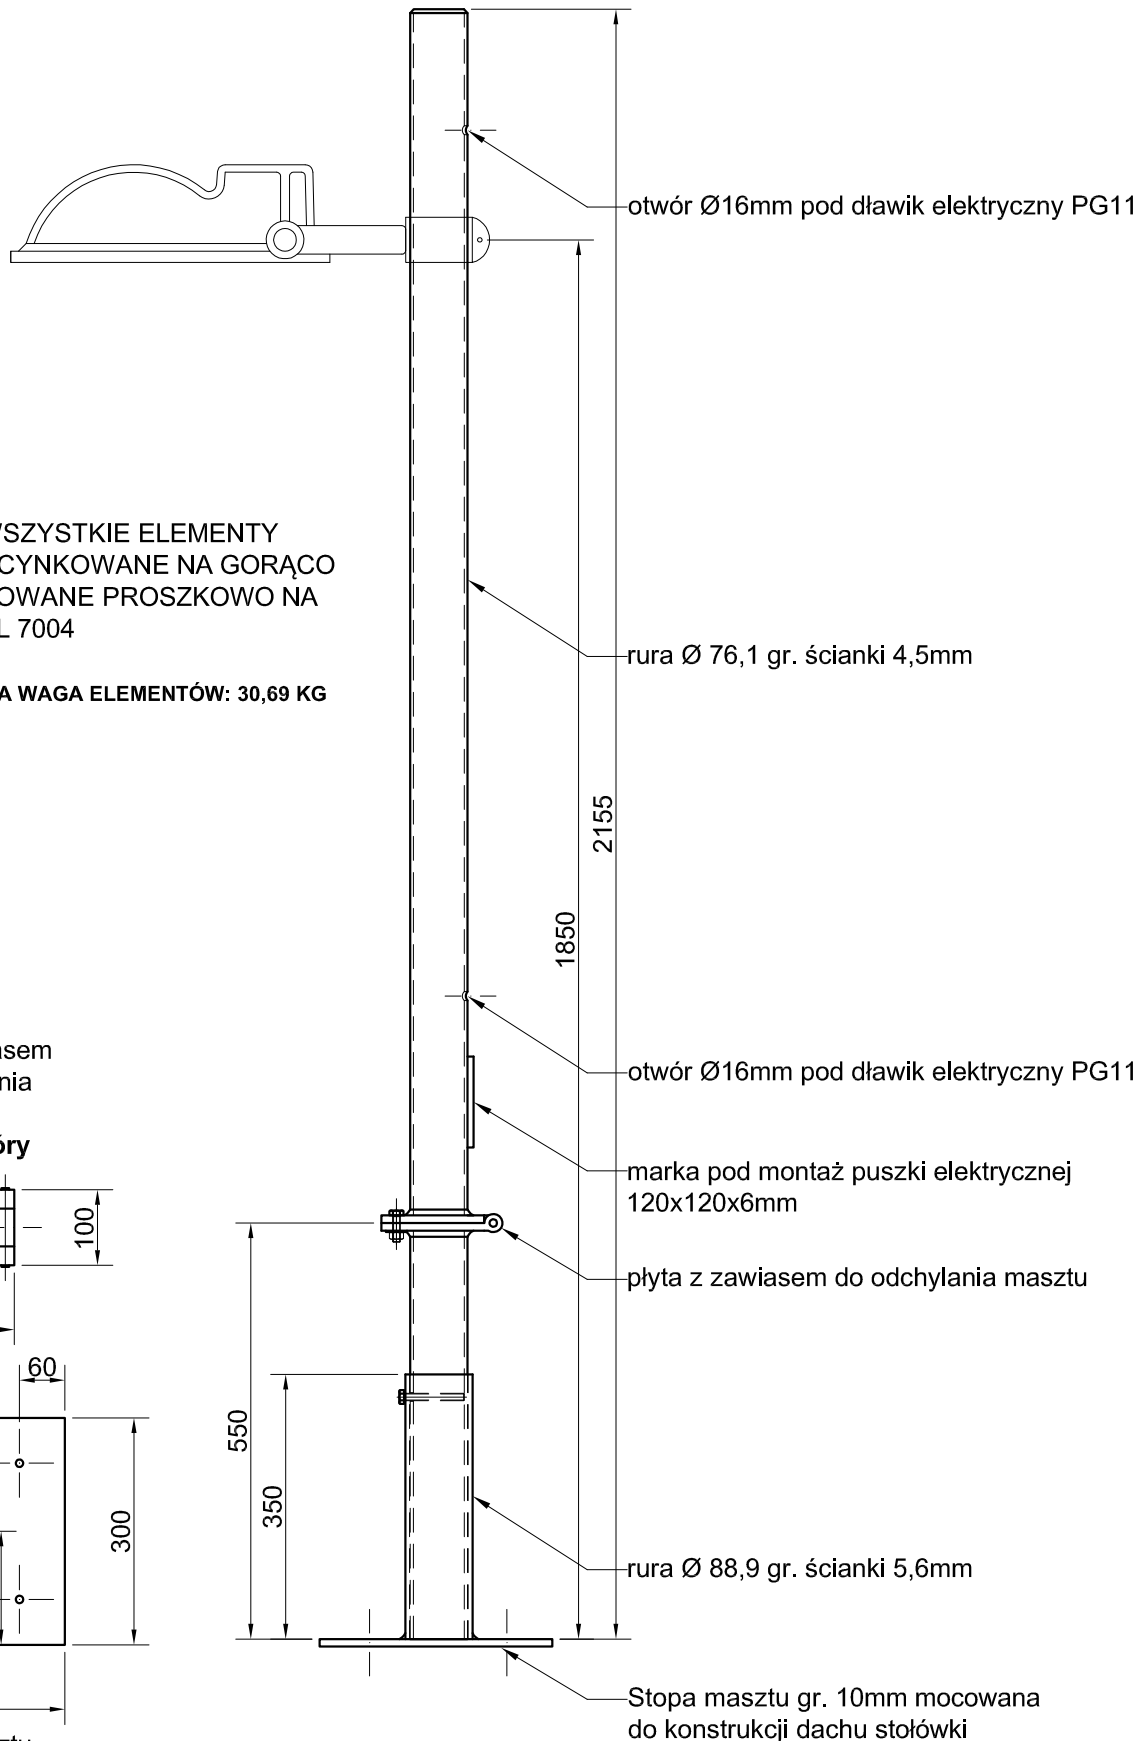 otwór Ø16mm pod dławik elektryczny PG11
WSZYSTKIE ELEMENTY
CYNKOWANE NA GORĄCO
OWANE PROSZKOWO NA
L 7004
rura Ø 76,1 gr. ścianki 4,5mm
A WAGA ELEMENTÓW: 30,69 KG
2155
1850
asem
nia
óry
otwór Ø16mm pod dławik elektryczny PG11
marka pod montaż puszki elektrycznej
120x120x6mm
100
płyta z zawiasem do odchylania masztu
60
550
350
300
rura Ø 88,9 gr. ścianki 5,6mm
Stopa masztu gr. 10mm mocowana
do konstrukcji dachu stołówki